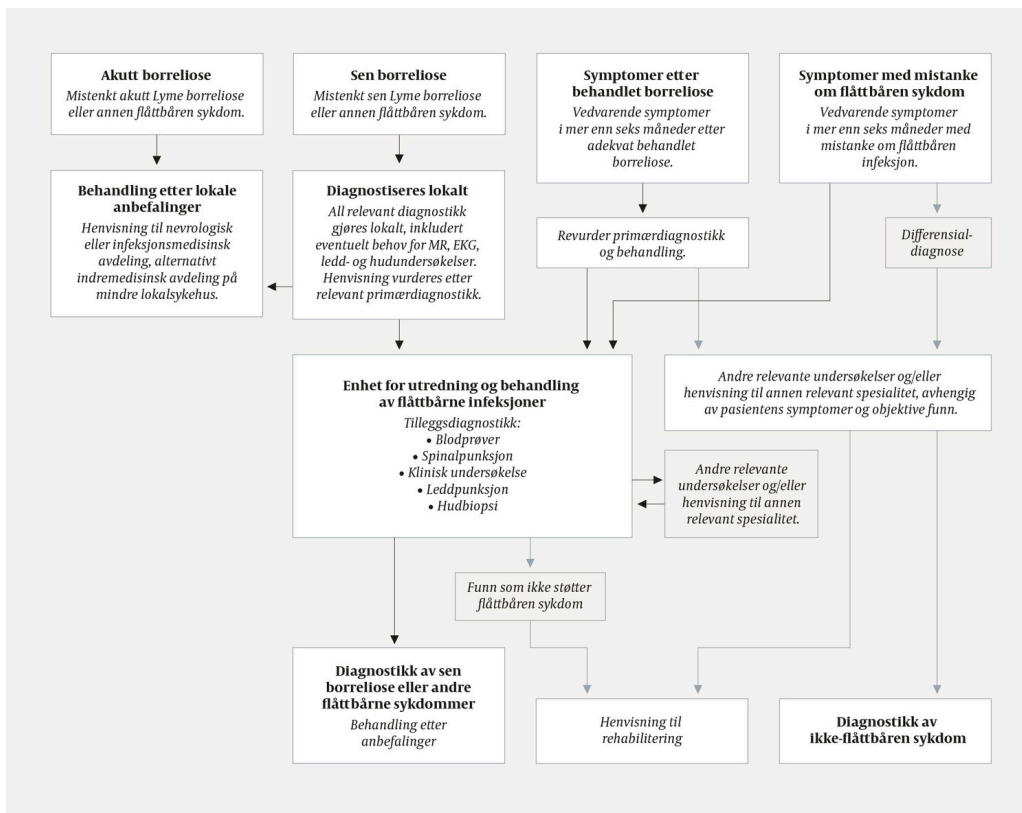 Akutt borreliose
Mistenkt akutt Lyme borreliose
eller annen flåttbåren sykdom.
Sen borreliose
Mistenkt sen Lyme borreliose
eller annen flåttbåren sykdom.
Symptomer etter
behandlet borreliose
Vedvarende symptomer
i mer enn seks måneder etter
adekvat behandlet
borreliose.
Symptomer med mistanke
om flåttbåren sykdom
Vedvarende symptomer
i mer enn seks måneder med
mistanke om flåttbåren
infeksjon.
Behandling etter lokale
anbefalinger
Henvisning til nevrologisk
eller infeksjonsmedisinsk
avdeling, alternativt
indremedisinsk avdeling på
mindre lokalsykehus.
Diagnostiseres lokalt
All relevant diagnostikk
gjøres lokalt, inkludert
eventuelt behov for MR, EKG,
ledd- og hudundersøkelser.
Henvisning vurderes etter
relevant primærdiagnostikk.
Revurder primærdiagnostikk
og behandling.
Differensial-
diagnose
Enhet for utredning og behandling
av flåttbårne infeksjoner
Tilleggsdiagnostikk:
• Blodprøver
• Spinalpunksjon
• Klinisk undersøkelse
• Leddpunksjon
• Hudbiopsi
Andre relevante undersøkelser og/eller
henvisning til annen relevant spesialitet, avhengig
av pasientens symptomer og objektive funn.
Andre relevante
undersøkelser og/eller
henvisning til annen
relevant spesialitet.
Funn som ikke støtter
flåttbåren sykdom
Diagnostikk av sen
borreliose eller andre
flåttbårne sykdommer
Behandling etter
anbefalinger
Henvisning til
rehabilitering
Diagnostikk av
ikke-flåttbåren sykdom